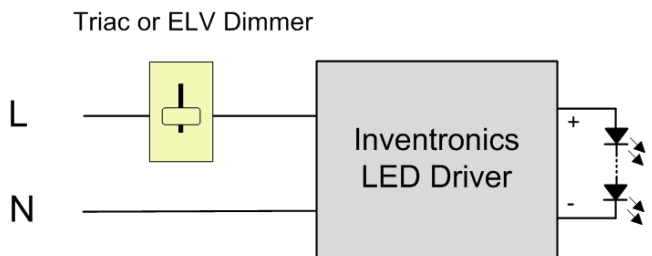 Triac or ELV Dimmer
L
Inventronics
LED Driver
+
-
N